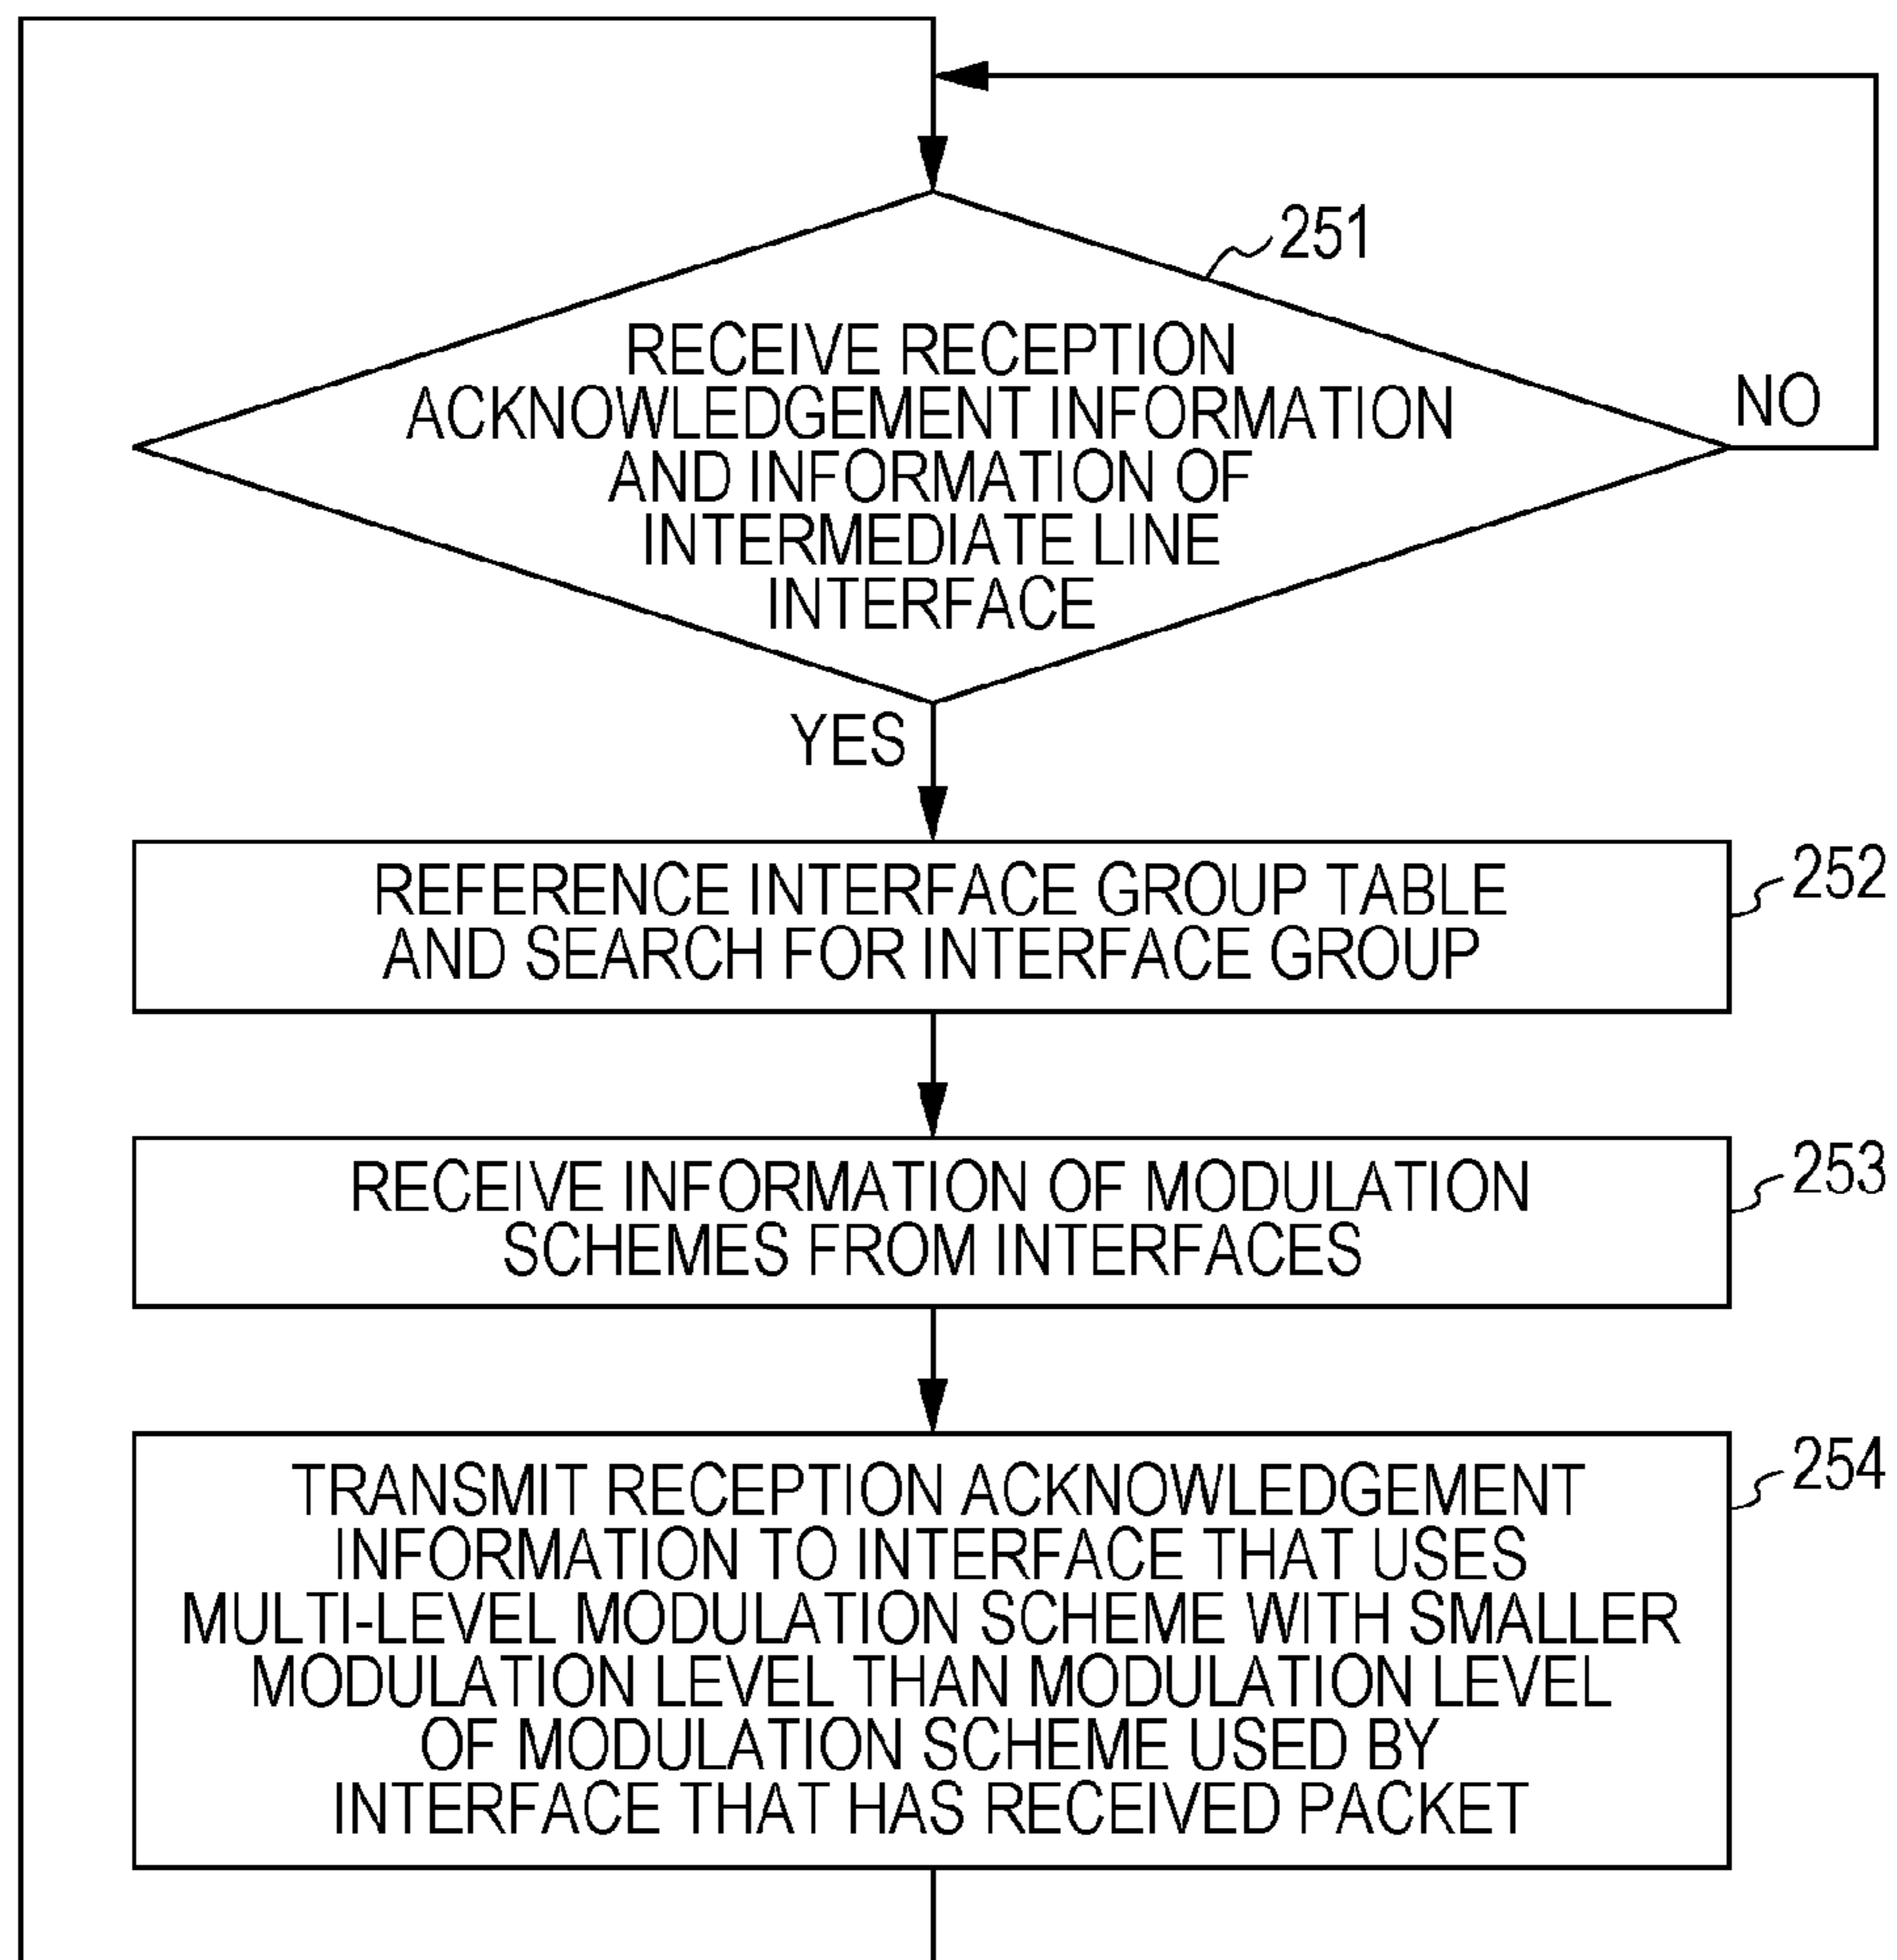 251
RECEIVE RECEPTION
ACKNOWLEDGEMENT INFORMATION
AND INFORMATION OF
INTERMEDIATE LINE
INTERFACE
NO
YES
REFERENCE INTERFACE GROUP TABLE
AND SEARCH FOR INTERFACE GROUP
252
RECEIVE INFORMATION OF MODULATION
SCHEMES FROM INTERFACES
253
TRANSMIT RECEPTION ACKNOWLEDGEMENT
INFORMATION TO INTERFACE THAT USES
MULTI-LEVEL MODULATION SCHEME WITH SMALLER
MODULATION LEVEL THAN MODULATION LEVEL
OF MODULATION SCHEME USED BY
INTERFACE THAT HAS RECEIVED PACKET
254